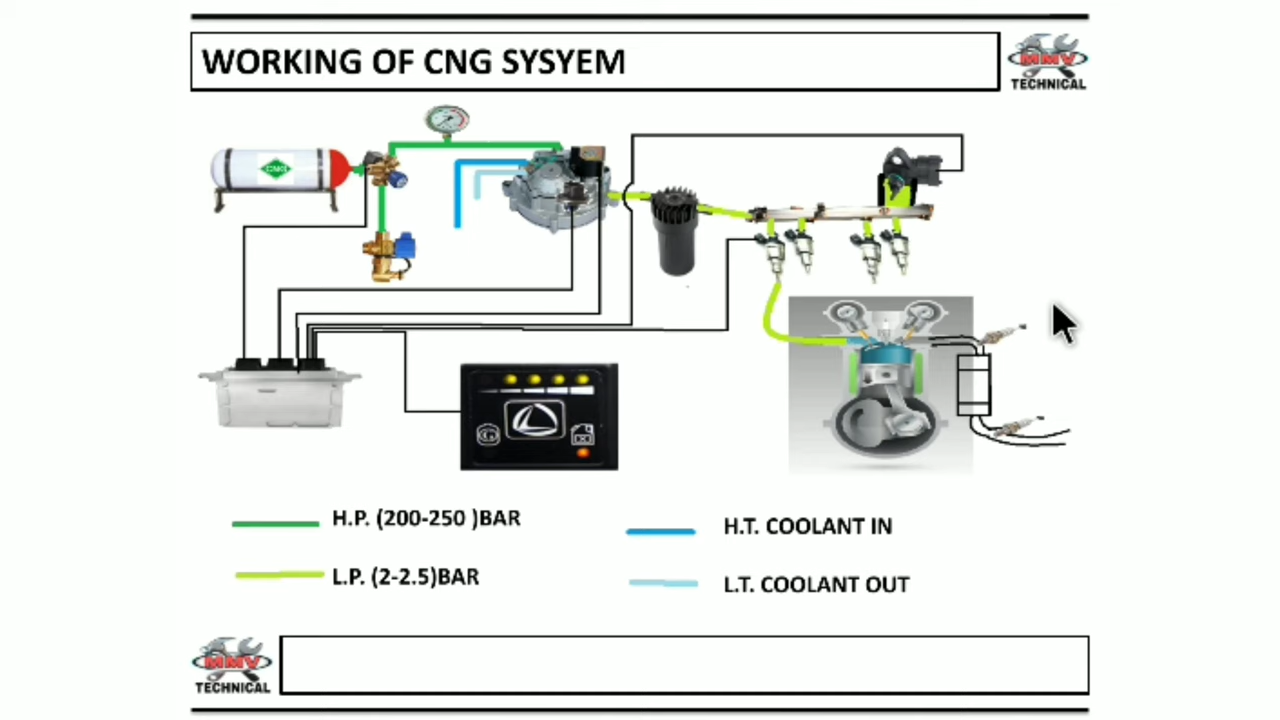 WORKING OF CNG SYSYEM
MMV
TECHNICAL
CNG
H.P. (200-250 )BAR
H.T. COOLANT IN
L.P. (2-2.5)BAR
L.T. COOLANT OUT
MMV
TECHNICAL